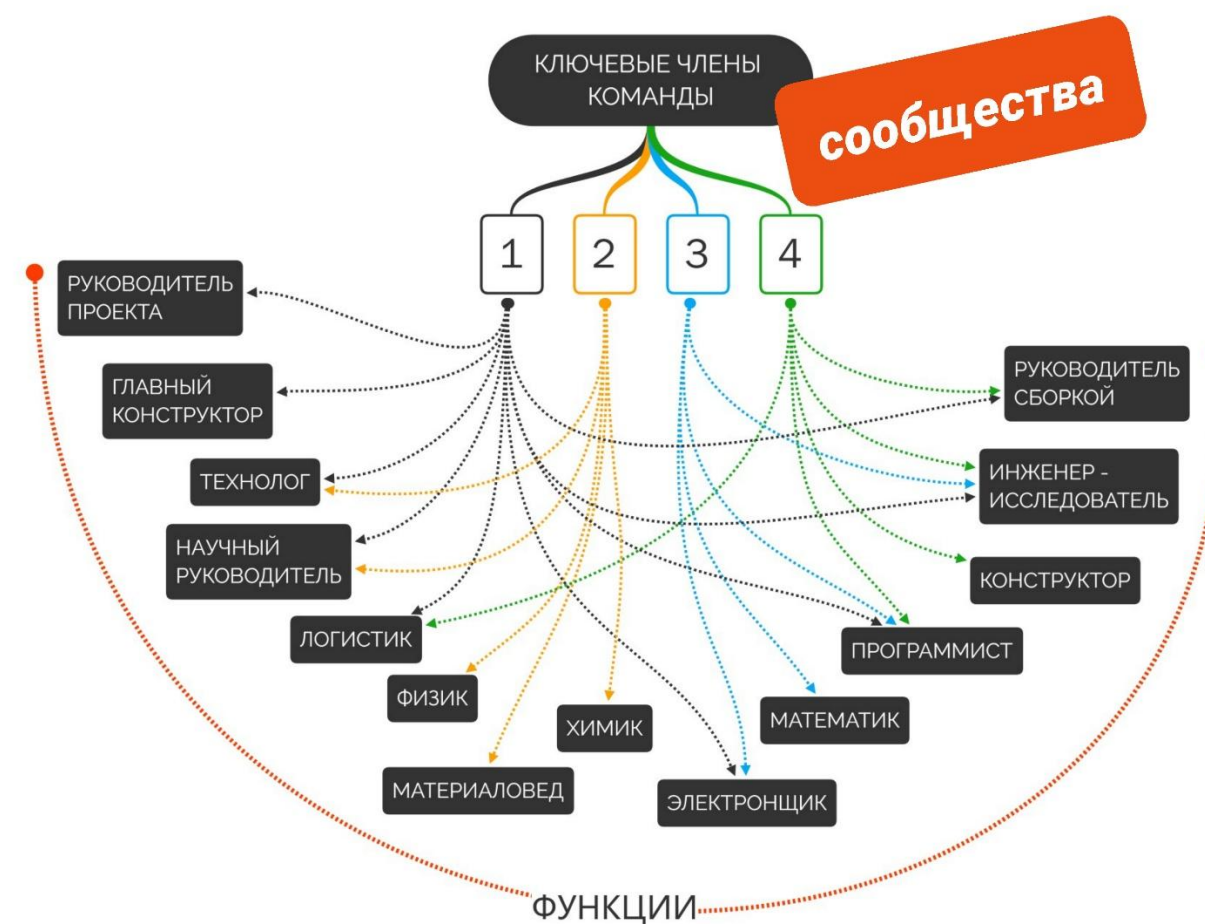 КЛЮЧЕВЫЕ ЧЛЕНЫ
КОМАНДЫ
сообщества
1
2
3
4
РУКОВОДИТЕЛЬ
ПРОЕКТА
ГЛАВНЫЙ
КОНСТРУКТОР
ТЕХНОЛОГ
НАУЧНЫЙ
РУКОВОДИТЕЛЬ
ЛОГИСТИК
ФИЗИК
МАТЕРИАЛОВЕД
ХИМИК
ЭЛЕКТРОНЩИК
МАТЕМАТИК
ПРОГРАММИСТ
КОНСТРУКТОР
ИНЖЕНЕР -
ИССЛЕДОВАТЕЛЬ
РУКОВОДИТЕЛЬ
СБОРКОЙ
ФУНКЦИИ